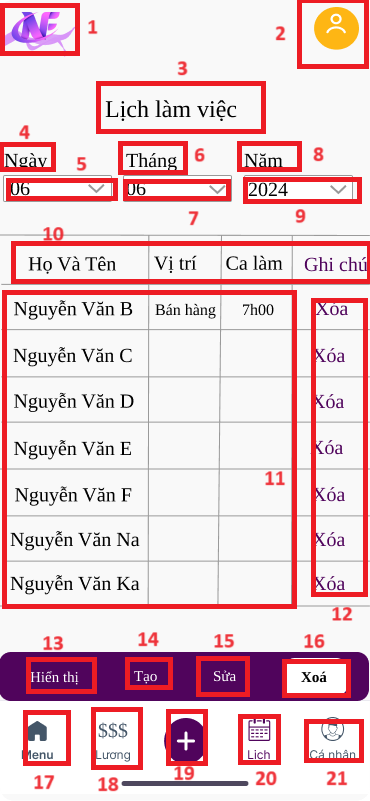 NE
1
2
3
Lịch làm việc
4
5
6
8
Ngày
Tháng
Năm
06
06
2024
7
9
10
Họ Và Tên
Vị trí
Ca làm
Ghi chú
Nguyễn Văn B
Bán hàng
7h00
Xóa
Nguyễn Văn C
Xóa
Nguyễn Văn D
Xóa
Nguyễn Văn E
Xóa
11
Nguyễn Văn F
Xóa
Nguyễn Văn Na
Xóa
Nguyễn Văn Ka
Xóa
12
13
14
15
16
Hiển thị
Tạo
Sửa
Xoá
$$$
+
Menu
Lương
Lịch
Cá nhân
17
18
19
20
21